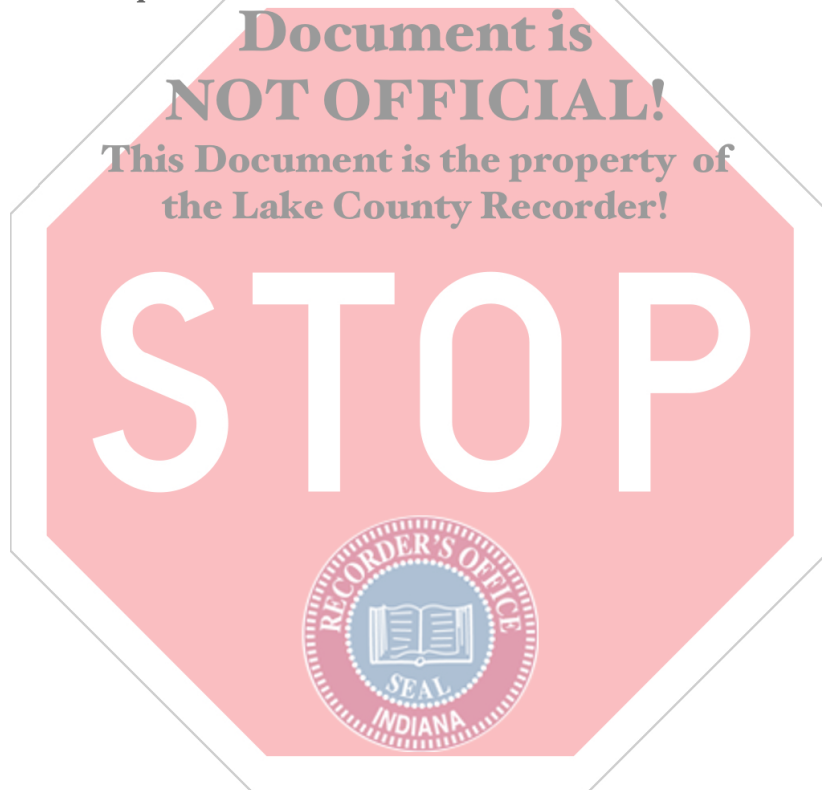 Document is
NOT OFFICIAL!
This Document is the property of
the Lake County Recorder!
STOP
RECORDER'S OFFICE
SEAL
INDIANA